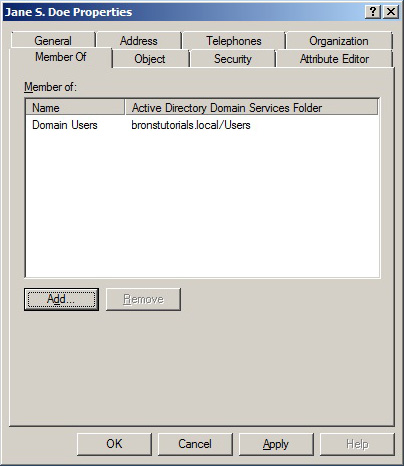 Jane S. Doe Properties ? X
General Address Telephones Organization
Member Of Object Security Attribute Editor
Member of:
Name Active Directory Domain Services Folder
Domain Users bronstutorials.local/Users
Add... Remove
OK Cancel Apply Help